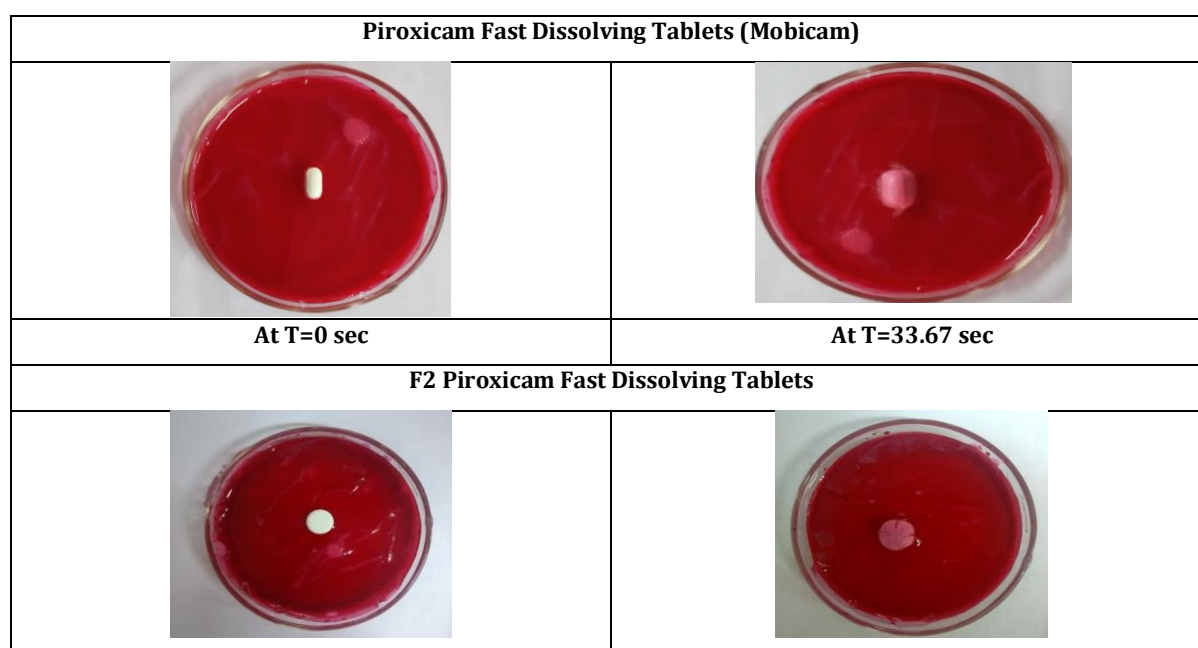 Piroxicam Fast Dissolving Tablets (Mobicam)
At T=0 sec
At T=33.67 sec
F2 Piroxicam Fast Dissolving Tablets